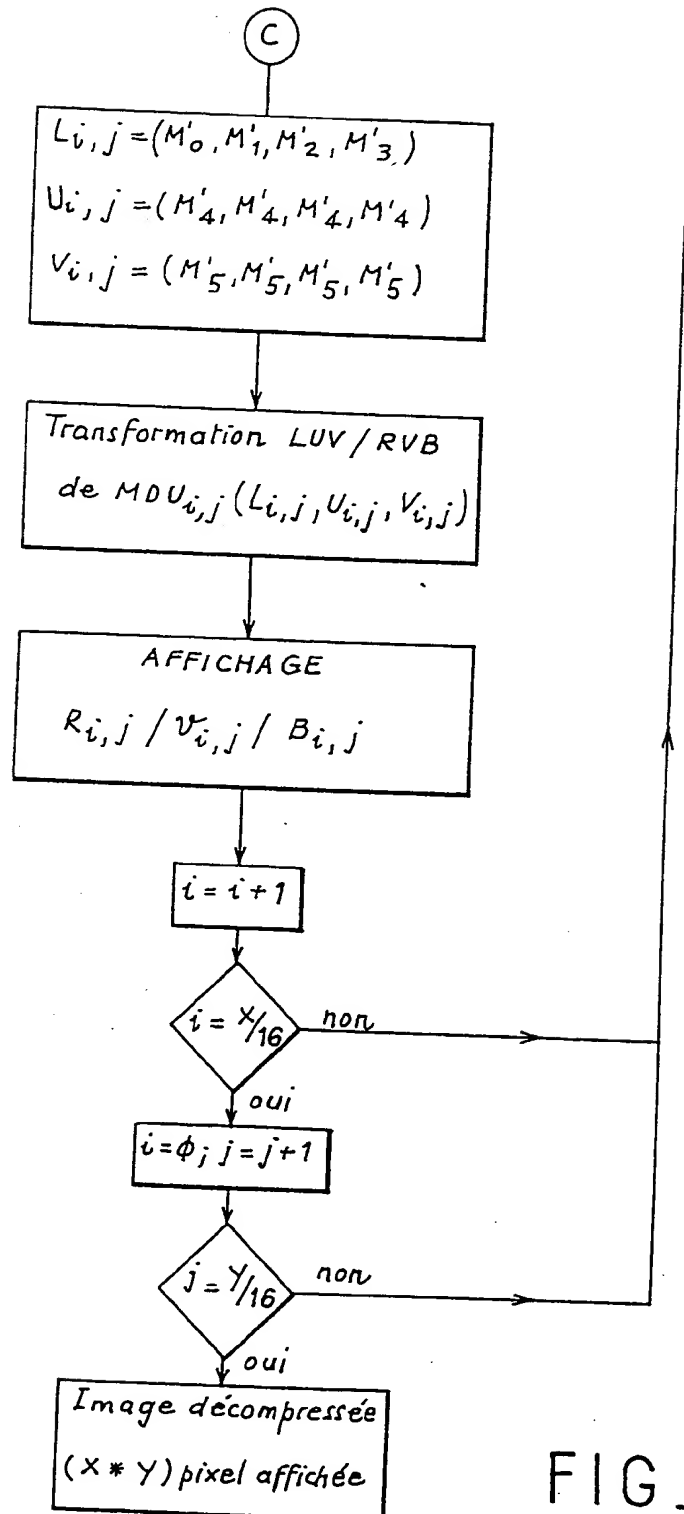 C
Li,j=(M'0,M'1,M'2,M'3,)
Ui,j=(M'4,M'4,M'4,M'4)
Vi,j=(M'5,M'5,M'5,M'5)
Transformation LUV/RVB
de MDUi,j(Li,j,Ui,j,Vi,j)
AFFICHAGE
Ri,j/vi,j/Bi,j
i=i+1
i=X/16
non
oui
i=ϕ;j=j+1
j=Y/16
non
oui
Image décompressée
(X*Y)pixel affichée
FIG.